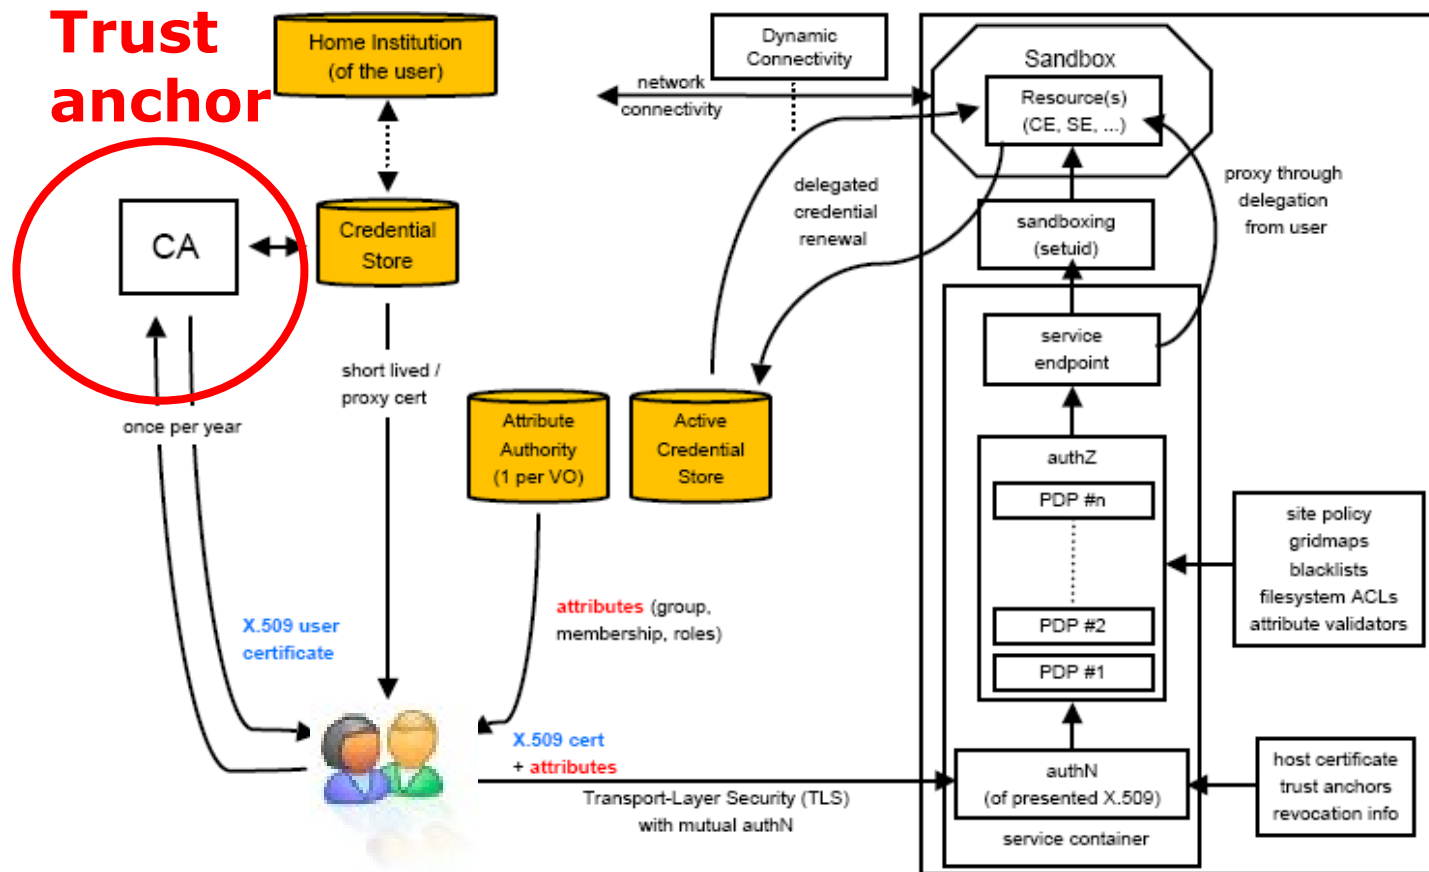 Trust
anchor
Home Institution
(of the user)
Dynamic
Connectivity
network
connectivity
Sandbox
Resource(s)
(CE, SE, ...)
CA
Credential
Store
delegated
credential
renewal
sandboxing
(setuid)
proxy through
delegation
from user
service
endpoint
short lived /
proxy cert
once per year
Attribute
Authority
(1 per VO)
Active
Credential
Store
authZ
PDP #n
PDP #2
PDP #1
site policy
gridmaps
blacklists
filesystem ACLs
attribute validators
X.509 user
certificate
attributes (group,
membership, roles)
X.509 cert
+ attributes
Transport-Layer Security (TLS)
with mutual authN
authN
(of presented X.509)
service container
host certificate
trust anchors
revocation info